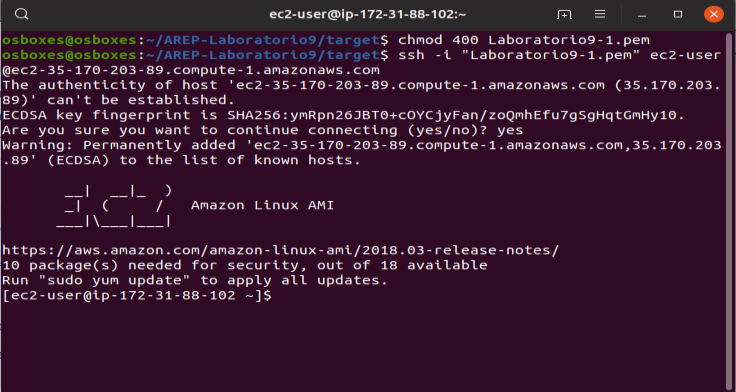 ec2-user@ip-172-31-88-102:~
osboxes@osboxes:~/AREP-Laboratorio9/target$ chmod 400 Laboratorio9-1.pem
osboxes@osboxes:~/AREP-Laboratorio9/target$ ssh -i "Laboratorio9-1.pem" ec2-user
@ec2-35-170-203-89.compute-1.amazonaws.com
The authenticity of host 'ec2-35-170-203-89.compute-1.amazonaws.com (35.170.203.
89)' can't be established.
ECDSA key fingerprint is SHA256:ymRpn26JBT0+cOYCjyFan/zoQmhEfu7gSgHqtGmHy10.
Are you sure you want to continue connecting (yes/no)? yes
Warning: Permanently added 'ec2-35-170-203-89.compute-1.amazonaws.com,35.170.203
.89' (ECDSA) to the list of known hosts.
       __|  __|_  )
       _|  (     /   Amazon Linux AMI
      ___|\___|___|
https://aws.amazon.com/amazon-linux-ami/2018.03-release-notes/
10 package(s) needed for security, out of 18 available
Run "sudo yum update" to apply all updates.
[ec2-user@ip-172-31-88-102 ~]$